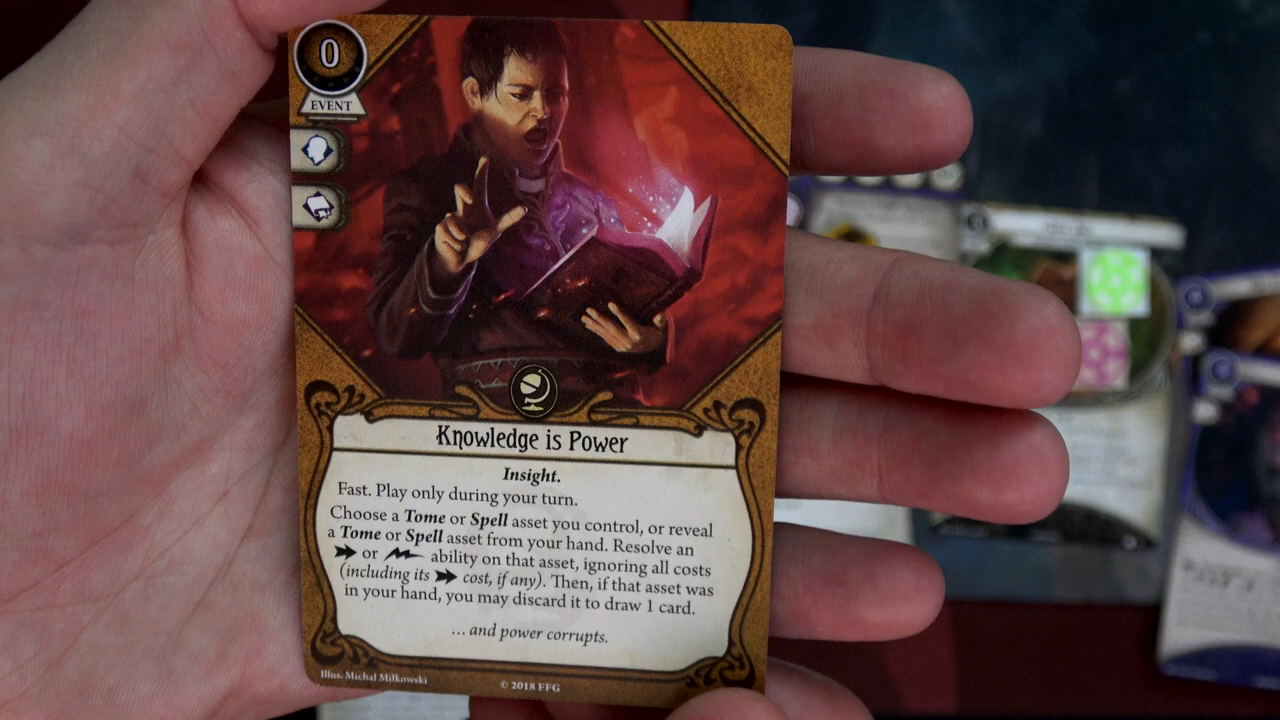 0
EVENT
Knowledge is Power
Insight.
Fast. Play only during your turn.
Choose a Tome or Spell asset you control, or reveal
a Tome or Spell asset from your hand. Resolve an
or ability on that asset, ignoring all costs
(including its cost, if any). Then, if that asset was
in your hand, you may discard it to draw 1 card.
... and power corrupts.
Illus. Michal Milkowski
© 2018 FFG